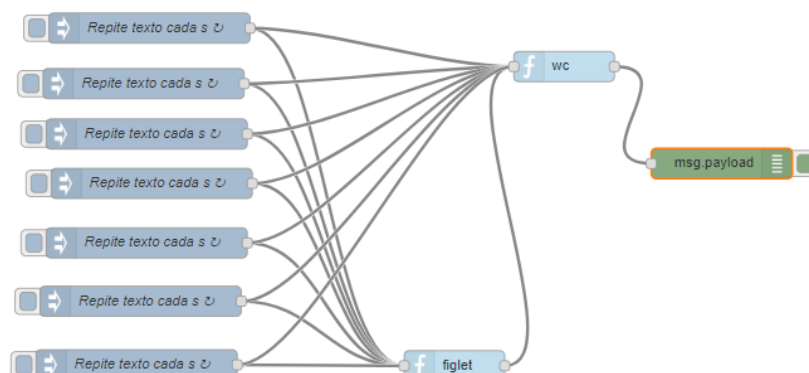 Repite texto cada s ↻
wc
Repite texto cada s ↻
Repite texto cada s ↻
msg.payload
Repite texto cada s ↻
Repite texto cada s ↻
Repite texto cada s ↻
Repite texto cada s ↻
figlet